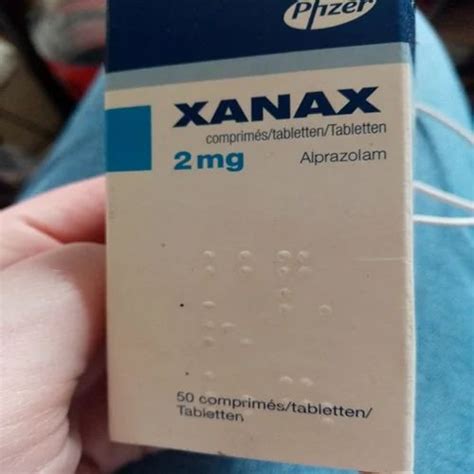 Pfizer
XANAX
comprimés/tabletten/Tabletten
2 mg Alprazolam
50 comprimés/tabletten/
Tabletten